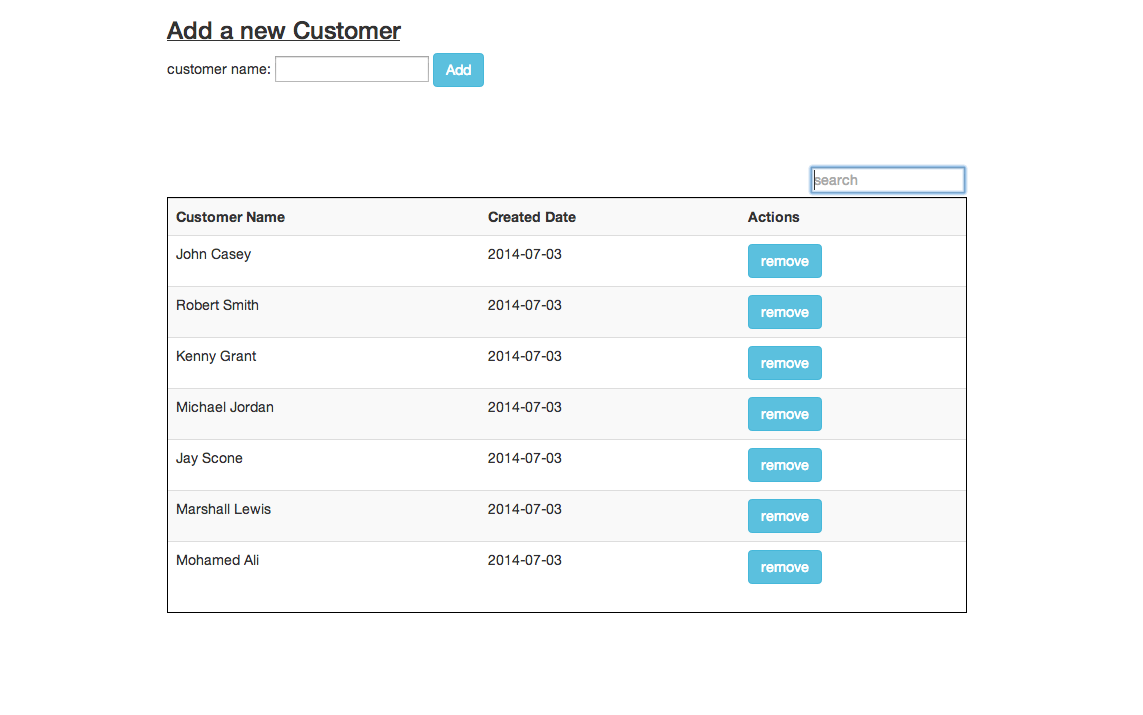 Add a new Customer
customer name: Add
search
Customer Name Created Date Actions
John Casey 2014-07-03 remove
Robert Smith 2014-07-03 remove
Kenny Grant 2014-07-03 remove
Michael Jordan 2014-07-03 remove
Jay Scone 2014-07-03 remove
Marshall Lewis 2014-07-03 remove
Mohamed Ali 2014-07-03 remove